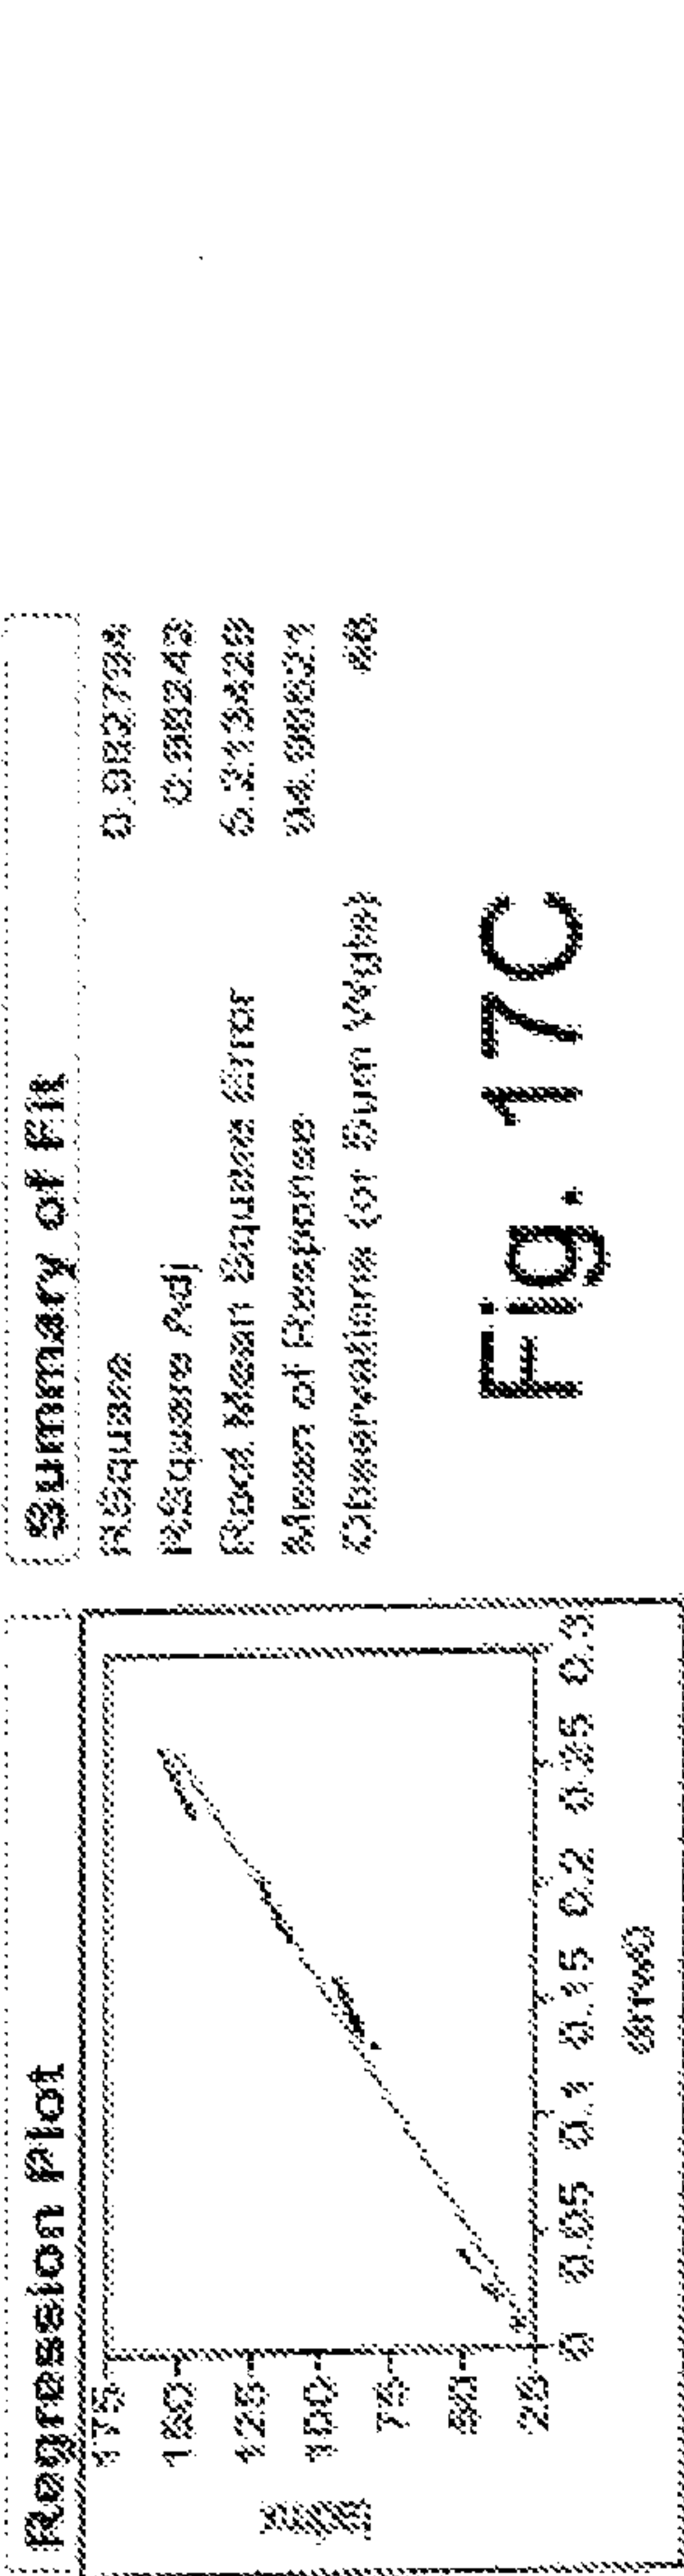 Regression Plot
175
150
125
100
75
50
25
0 0.05 0.1 0.15 0.2 0.25 0.3
Summary of Fit
RSquare
RSquare Adj 0.98243
Root Mean Square Error
Mean of Response
Observations (or Sum Wgts)
Fig. 17C